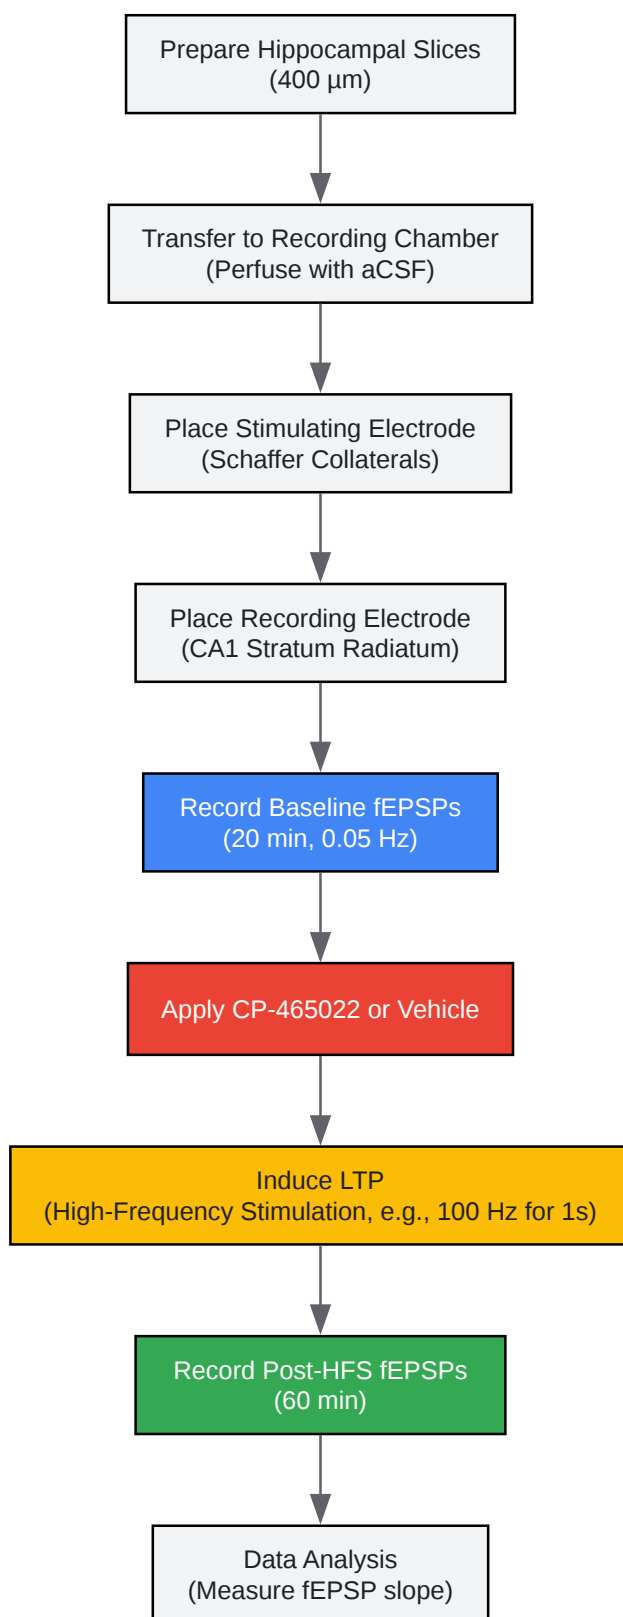 Prepare Hippocampal Slices
(400 µm)
Transfer to Recording Chamber
(Perfuse with aCSF)
Place Stimulating Electrode
(Schaffer Collaterals)
Place Recording Electrode
(CA1 Stratum Radiatum)
Record Baseline fEPSPs
(20 min, 0.05 Hz)
Apply CP-465022 or Vehicle
Induce LTP
(High-Frequency Stimulation, e.g., 100 Hz for 1s)
Record Post-HFS fEPSPs
(60 min)
Data Analysis
(Measure fEPSP slope)